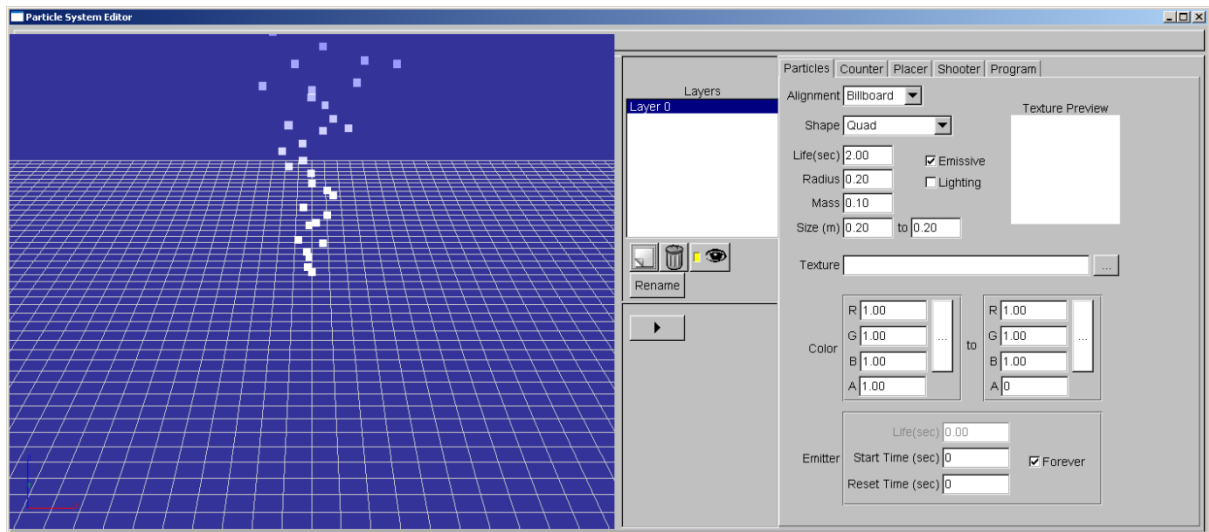 Particle System Editor
Particles Counter Placer Shooter Program
Layers
Layer 0
Rename
Alignment Billboard
Shape Quad
Texture Preview
Life(sec) 2.00
Emissive
Radius 0.20
Lighting
Mass 0.10
Size (m) 0.20 to 0.20
Texture ...
Color
R 1.00
G 1.00
B 1.00
A 1.00
...
to
R 1.00
G 1.00
B 1.00
A 0
...
Emitter
Life(sec) 0.00
Start Time (sec) 0
Forever
Reset Time (sec) 0